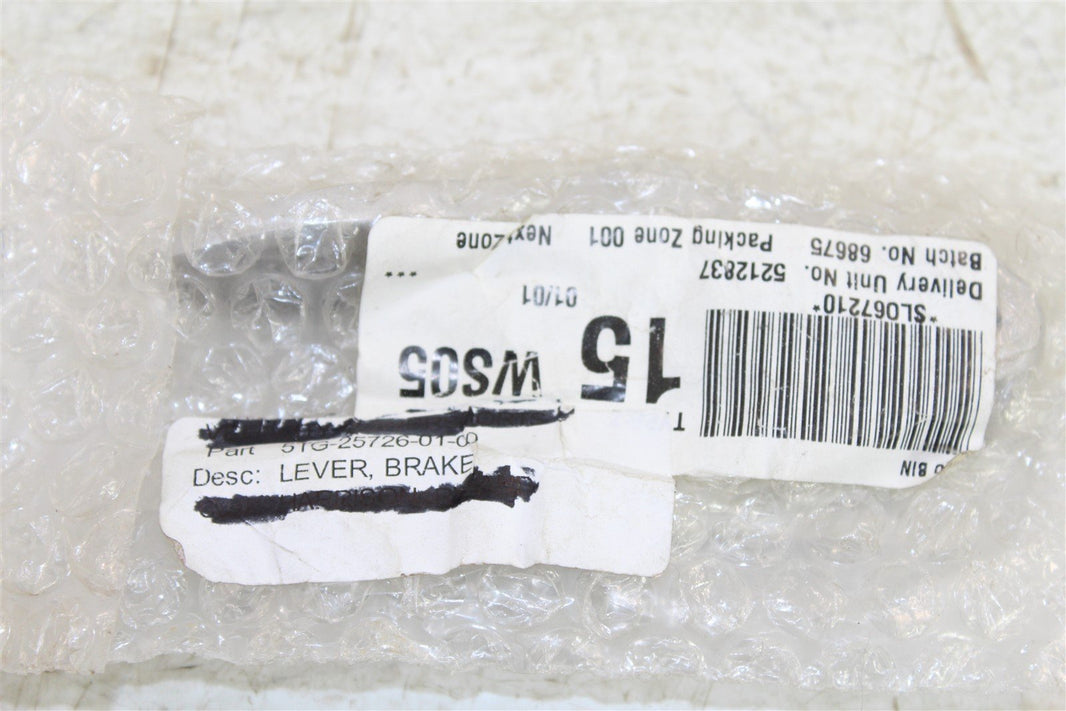 Batch No. 68675 Packing Zone 001 NextZone
Delivery Unit No. 5212837 ***
*SL067210* 01/01
15 WS05
BIN
Part 5TG-25726-01-00
Desc: LEVER, BRAKE